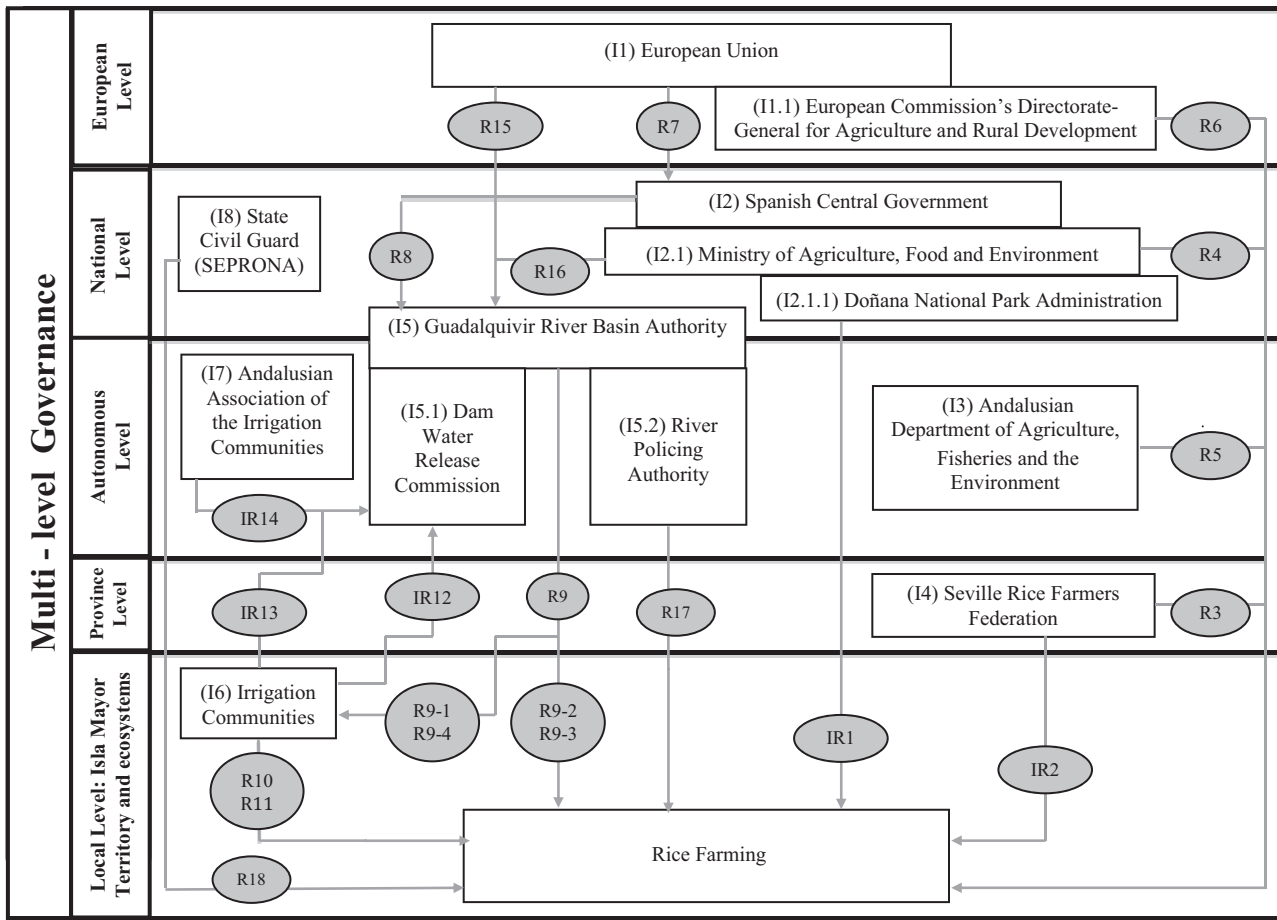 Multi - level Governance
European
Level
(I1) European Union
R15
R7
(I1.1) European Commission’s Directorate-
General for Agriculture and Rural Development
R6
National
Level
(I8) State
Civil Guard
(SEPRONA)
(I2) Spanish Central Government
R8
R16
(I2.1) Ministry of Agriculture, Food and Environment
R4
(I2.1.1) Doñana National Park Administration
(I5) Guadalquivir River Basin Authority
Autonomous
Level
(I7) Andalusian
Association of
the Irrigation
Communities
(I5.1) Dam
Water
Release
Commission
(I5.2) River
Policing
Authority
(I3) Andalusian
Department of Agriculture,
Fisheries and the
Environment
R5
IR14
Province
Level
IR13
IR12
R9
R17
(I4) Seville Rice Farmers
Federation
R3
Local Level: Isla Mayor
Territory and ecosystems
(I6) Irrigation
Communities
R9-1
R9-4
R9-2
R9-3
IR1
IR2
R10
R11
Rice Farming
R18